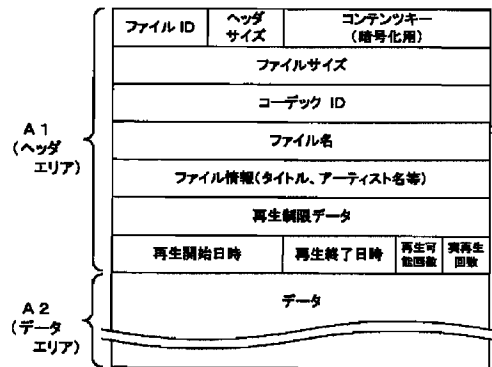 ファイル ID
ヘッダ
サイズ
コンテンツキー
(暗号化用)
ファイルサイズ
コーデック ID
ファイル名
ファイル情報(タイトル、アーティスト名等)
再生制限データ
再生開始日時
再生終了日時
再生可
能回数
実再生
回数
A1
(ヘッダ
エリア)
データ
A2
(データ
エリア)